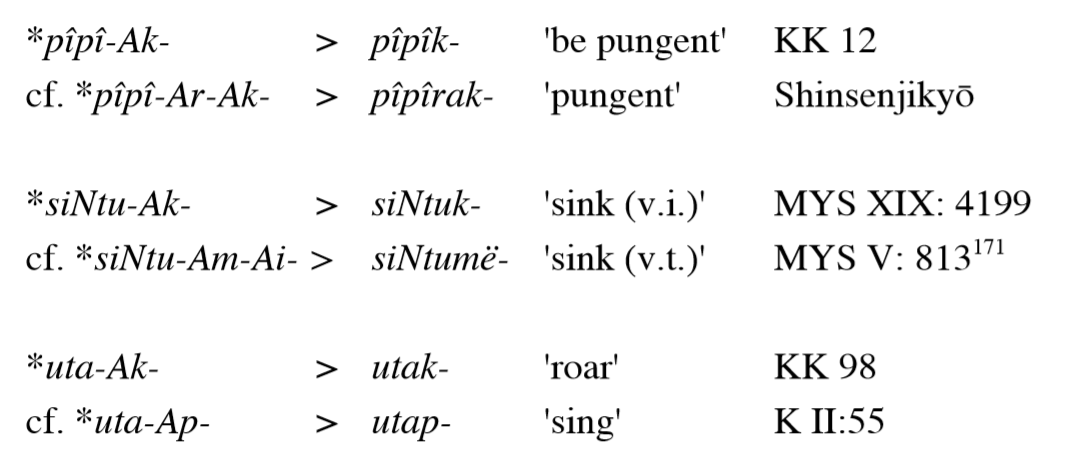 *pîpî-Ak- > pîpîk- 'be pungent' KK 12
cf. *pîpî-Ar-Ak- > pîpîrak- 'pungent' Shinsenjikyō
*siNtu-Ak- > siNtuk- 'sink (v.i.)' MYS XIX: 4199
cf. *siNtu-Am-Ai- > siNtumë- 'sink (v.t.)' MYS V: 813¹⁷¹
*uta-Ak- > utak- 'roar' KK 98
cf. *uta-Ap- > utap- 'sing' K II:55